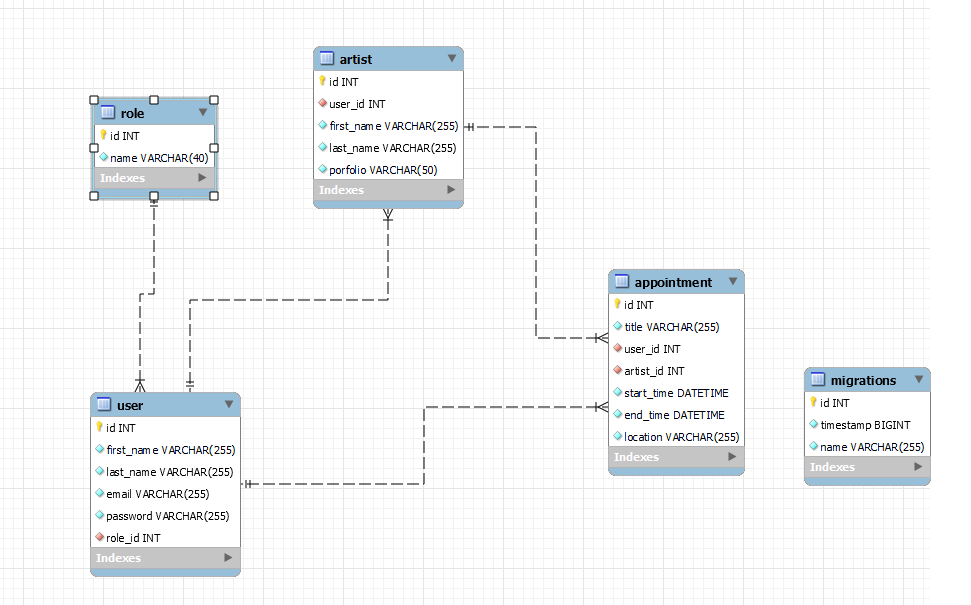 artist
id INT
user_id INT
first_name VARCHAR(255)
last_name VARCHAR(255)
porfolio VARCHAR(50)
Indexes
role
id INT
name VARCHAR(40)
Indexes
appointment
id INT
title VARCHAR(255)
user_id INT
artist_id INT
start_time DATETIME
end_time DATETIME
location VARCHAR(255)
Indexes
migrations
id INT
timestamp BIGINT
name VARCHAR(255)
Indexes
user
id INT
first_name VARCHAR(255)
last_name VARCHAR(255)
email VARCHAR(255)
password VARCHAR(255)
role_id INT
Indexes